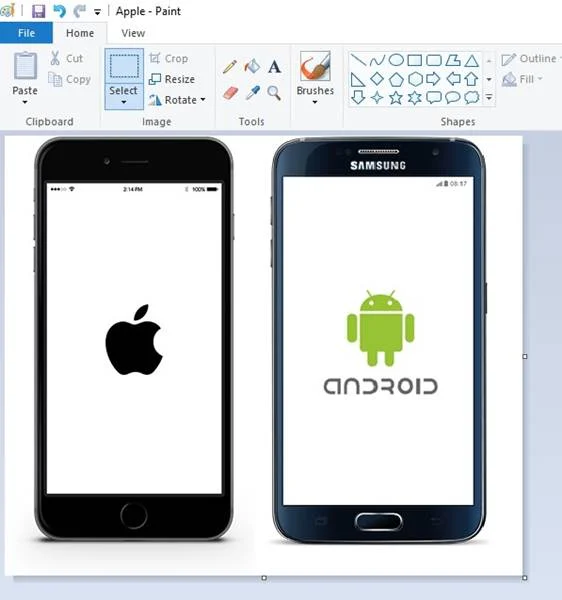 Apple - Paint
File
Home
View
Paste
Clipboard
Cut
Copy
Select
Crop
Resize
Rotate
Image
A
Tools
Brushes
Shapes
Outline
Fill
2:14 PM
100%
SAMSUNG
08:37
ANDROID